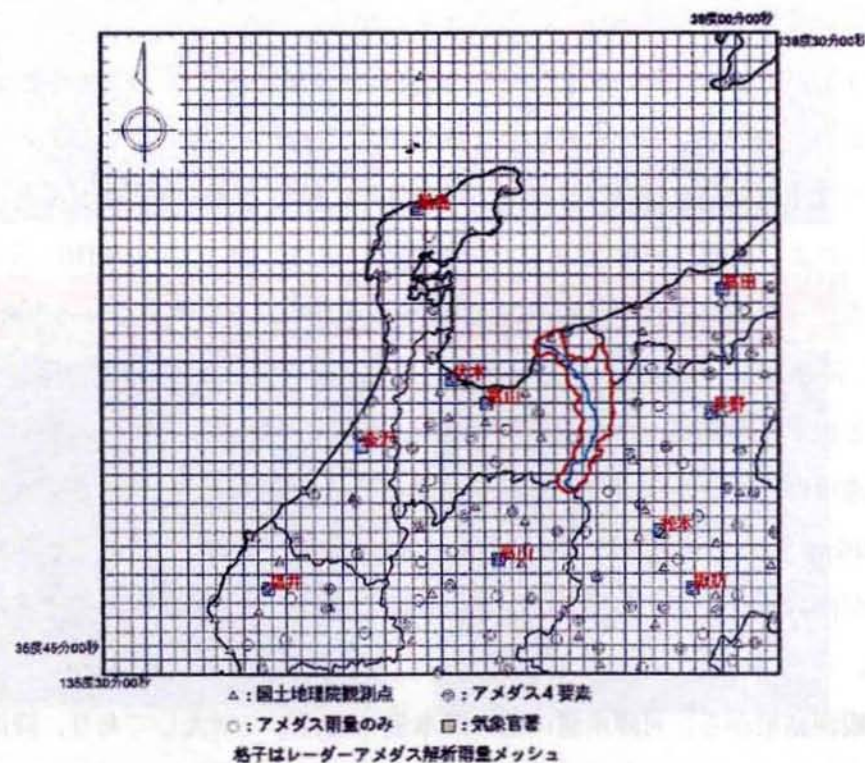 38度00分00秒
138度30分00秒
輪島
高田
伏木
富山
長野
金沢
松本
高山
諏訪
福井
35度45分00秒
135度30分00秒
△：国土地理院観測点
⊕：アメダス４要素
○：アメダス雨量のみ
□：気象官署
格子はレーダーアメダス解析雨量メッシュ